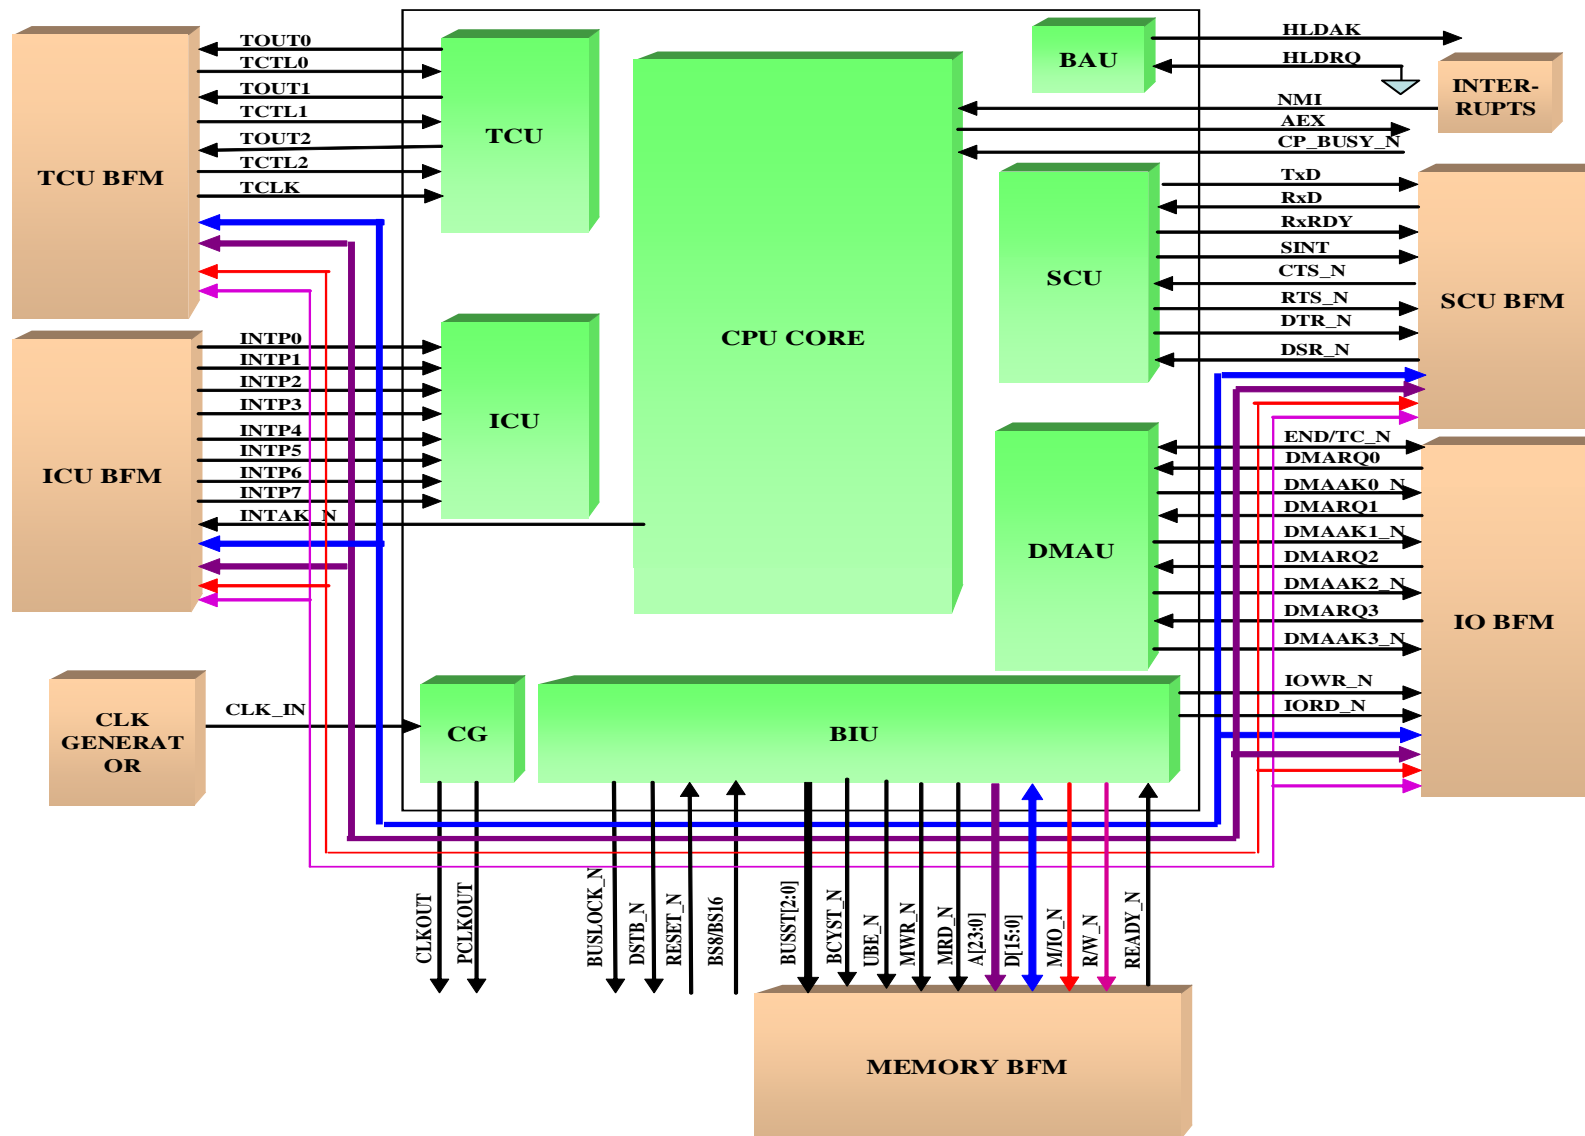 TOUT0
TCTL0
TOUT1
TCTL1
TOUT2
TCTL2
TCLK
TCU BFM
TCU
CPU CORE
BAU
HLDAK
HLDRQ
INTER-
RUPTS
NMI
AEX
CP_BUSY_N
TxD
RxD
RxRDY
SINT
CTS_N
RTS_N
DTR_N
DSR_N
SCU
SCU BFM
INTP0
INTP1
INTP2
INTP3
INTP4
INTP5
INTP6
INTP7
INTAK_N
ICU BFM
ICU
END/TC_N
DMARQ0
DMAAK0_N
DMARQ1
DMAAK1_N
DMARQ2
DMAAK2_N
DMARQ3
DMAAK3_N
DMAU
IO BFM
IOWR_N
IORD_N
CLK
GENERAT
OR
CLK_IN
CG
BIU
CLKOUT
PCLKOUT
BUSLOCK_N
DSTB_N
RESET_N
BS8/BS16
BUSST[2:0]
BCYST_N
UBE_N
MWR_N
MRD_N
A[23:0]
D[15:0]
M/IO_N
R/W_N
READY_N
MEMORY BFM